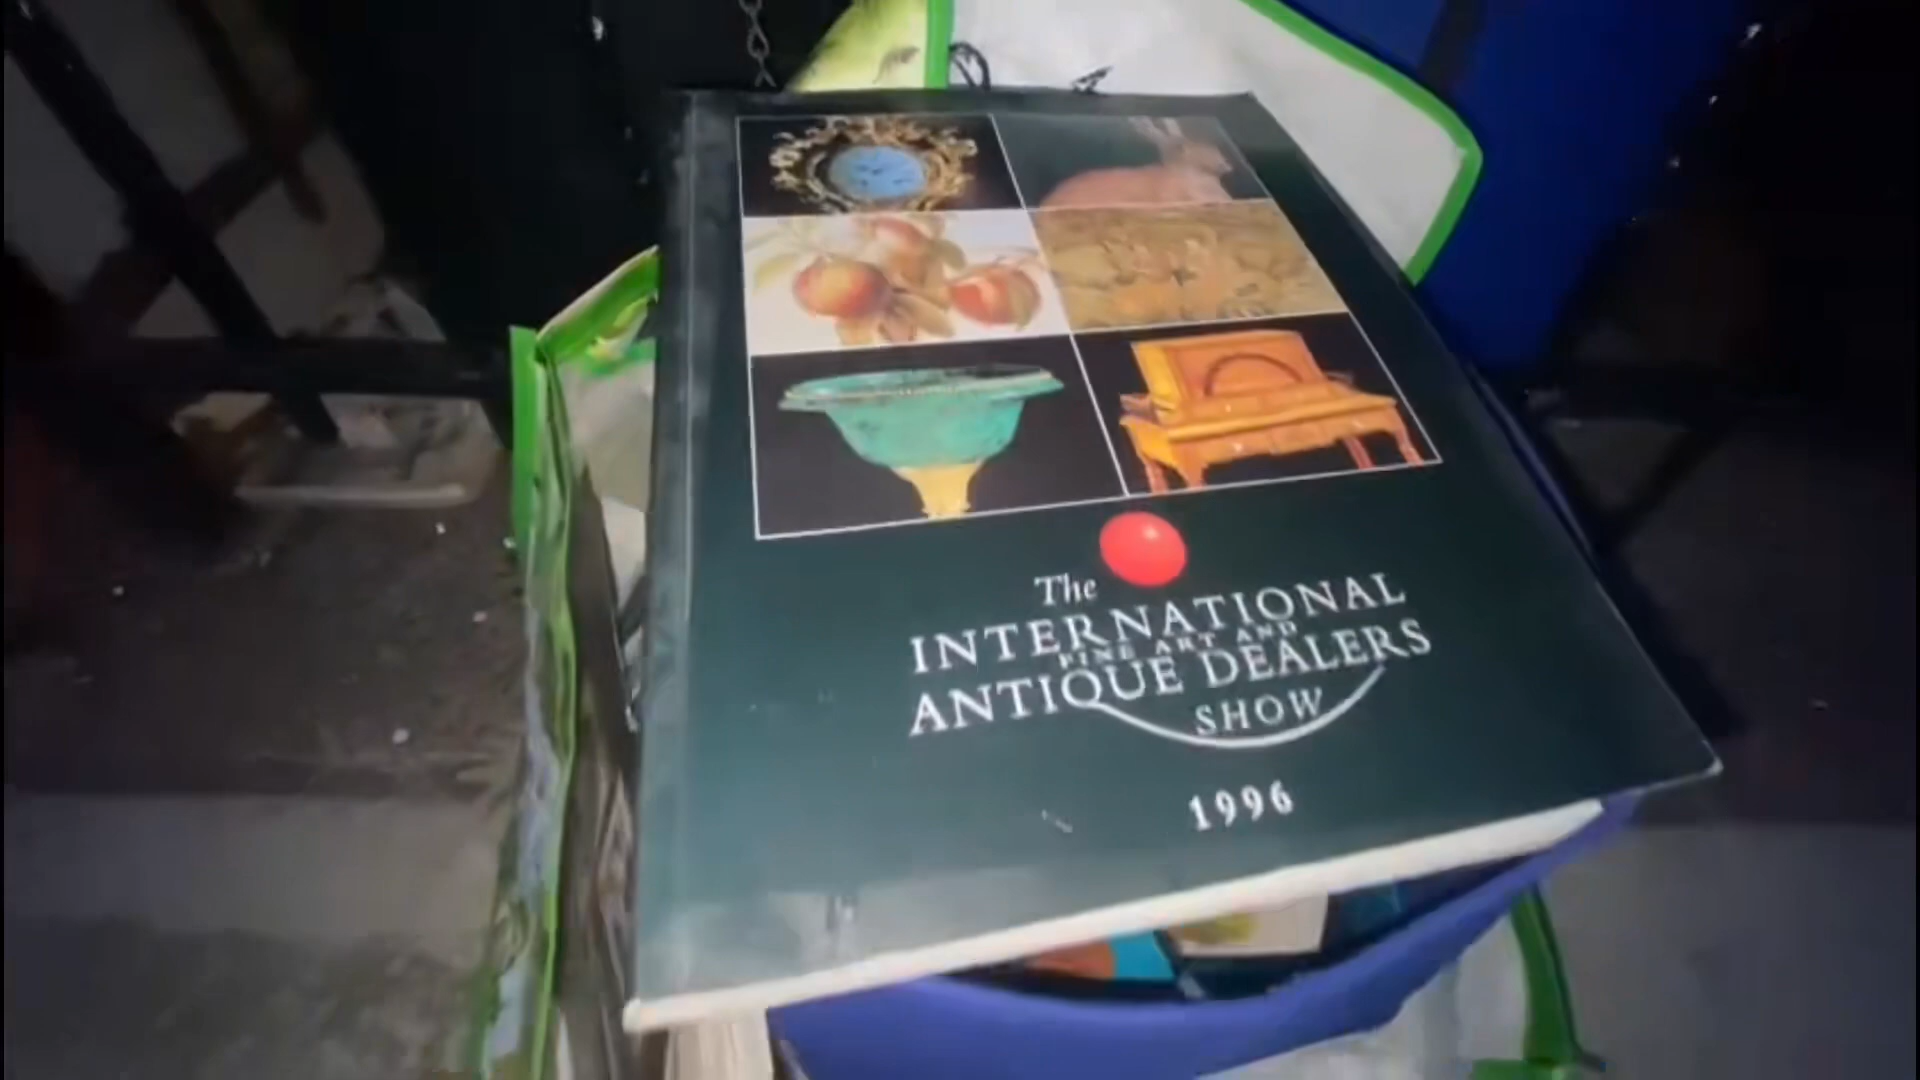 The
INTERNATIONAL
FINE ART AND
ANTIQUE DEALERS
SHOW
1996